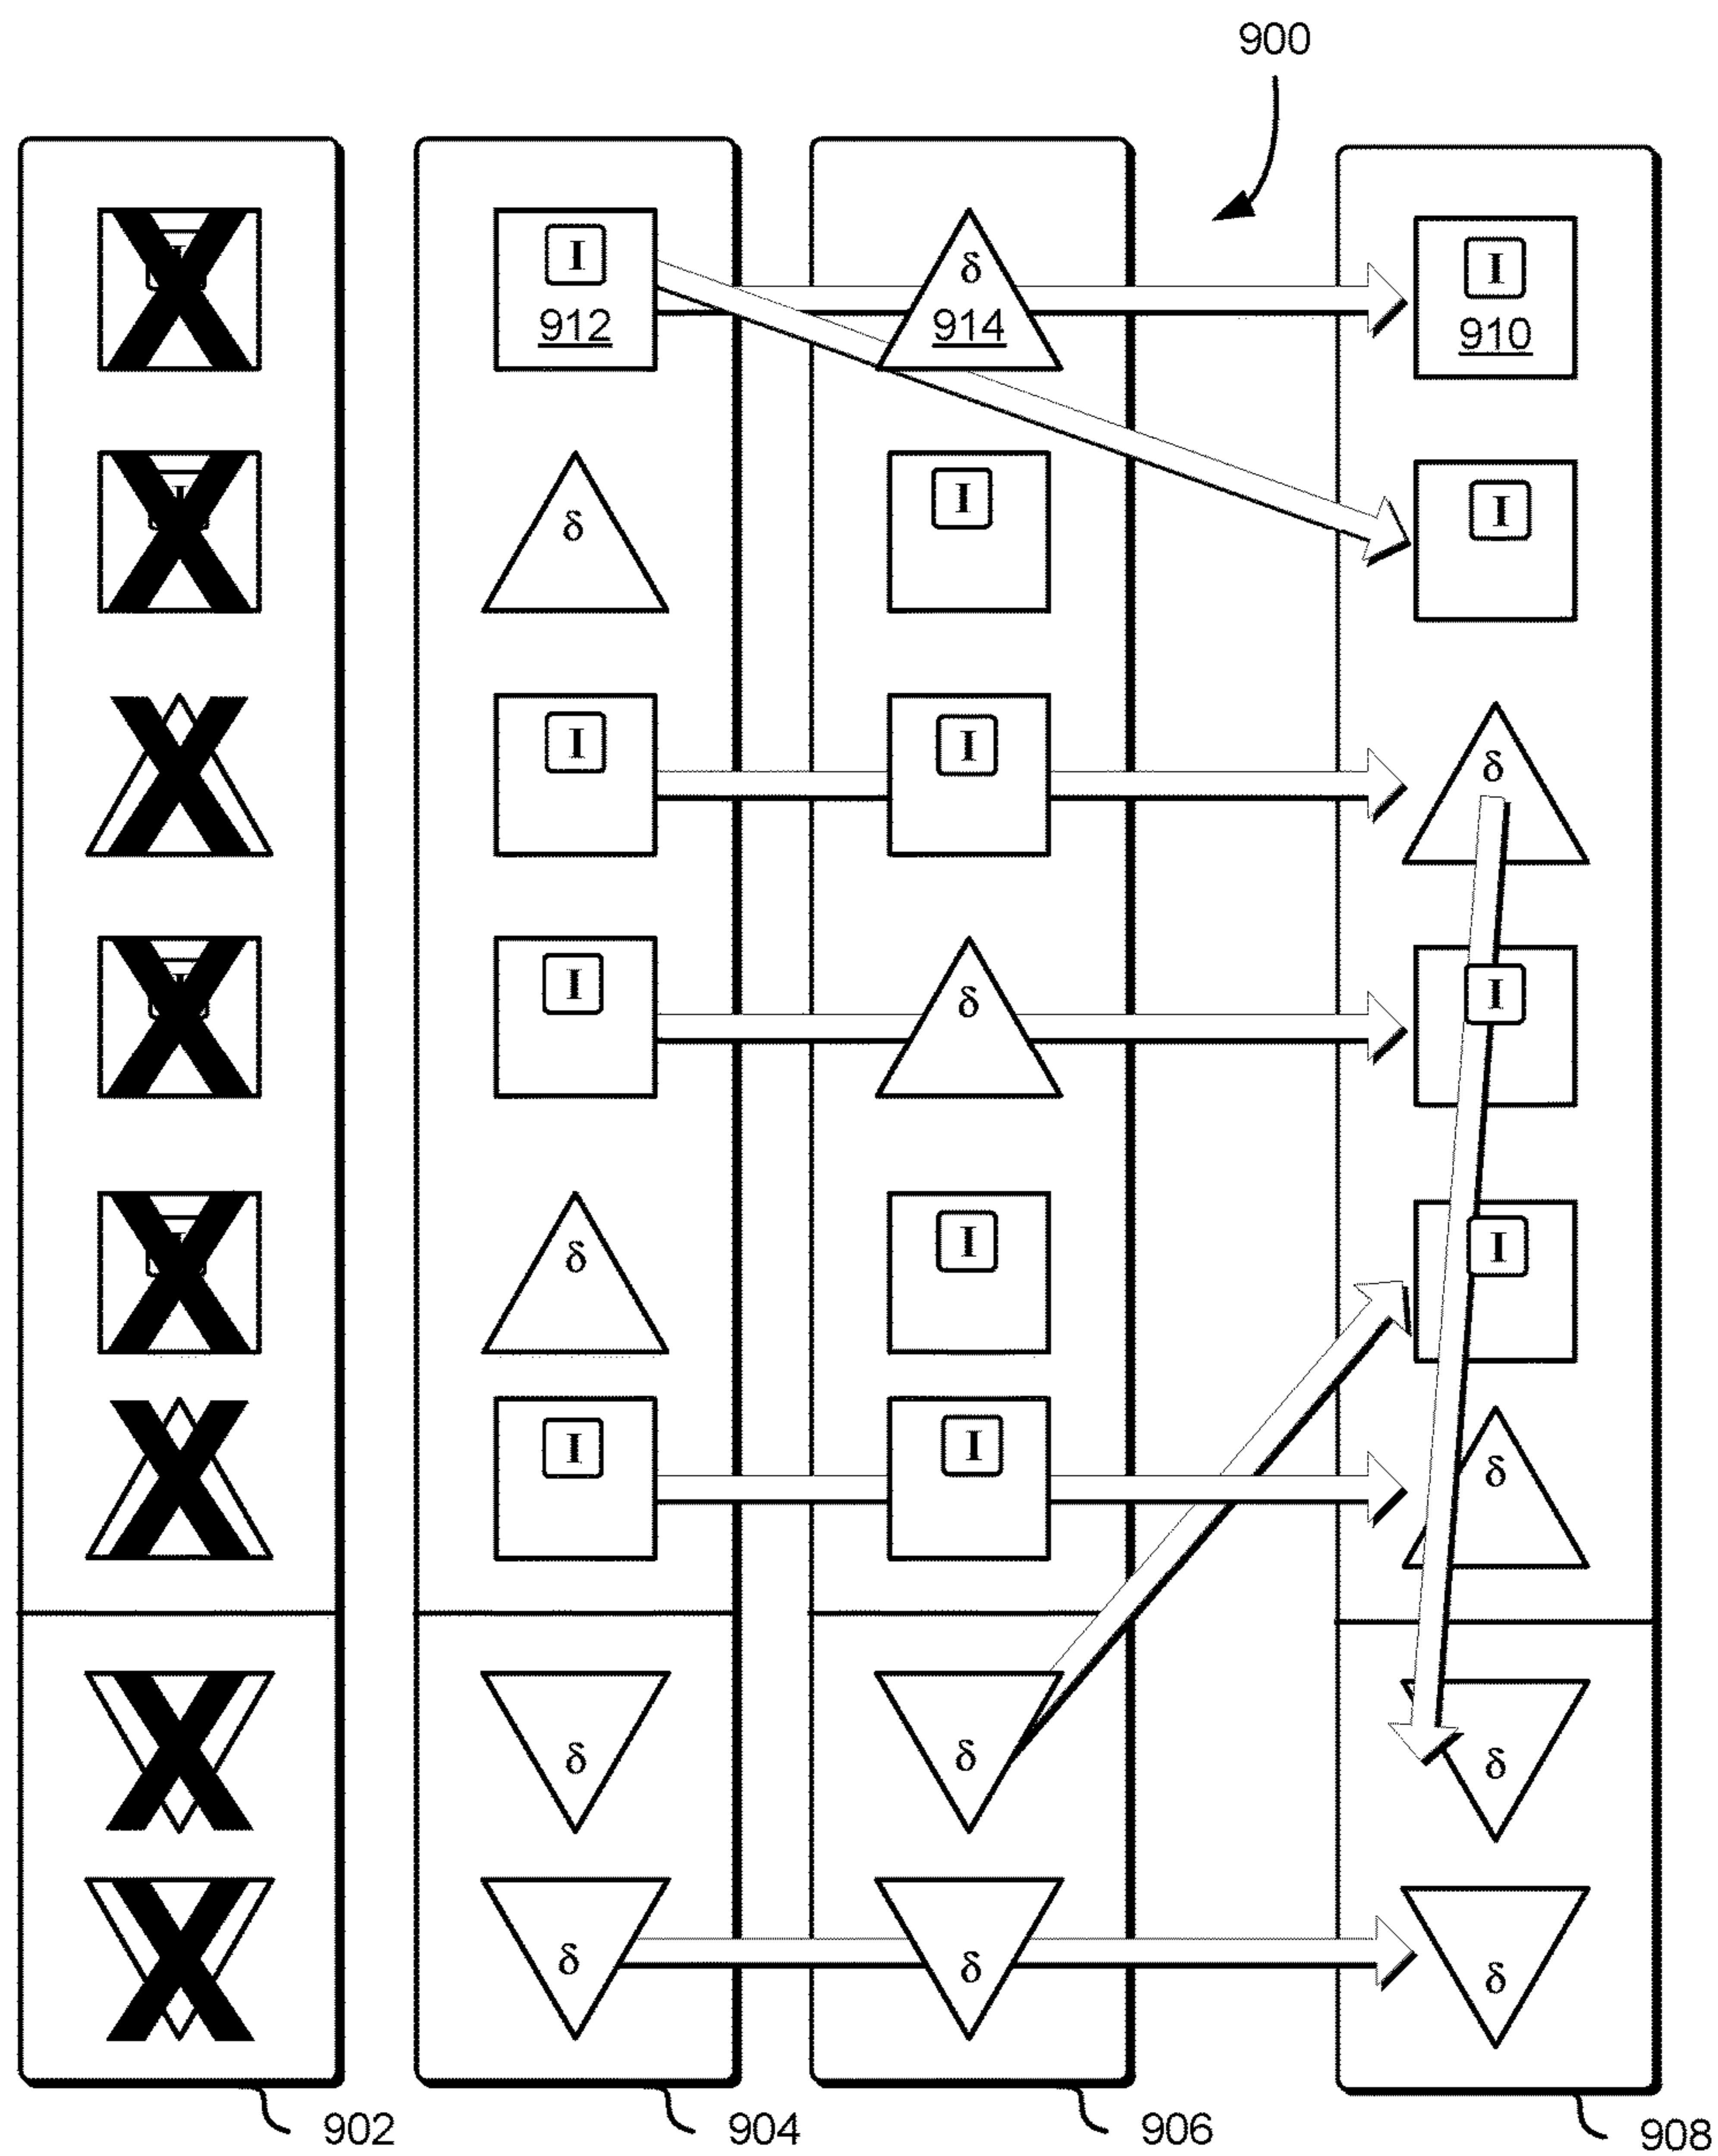 900
I I
912 δ 914 910
I I
δ
I I δ
I δ I
δ I I
I I δ
δ δ δ
δ δ δ
902 904 906 908